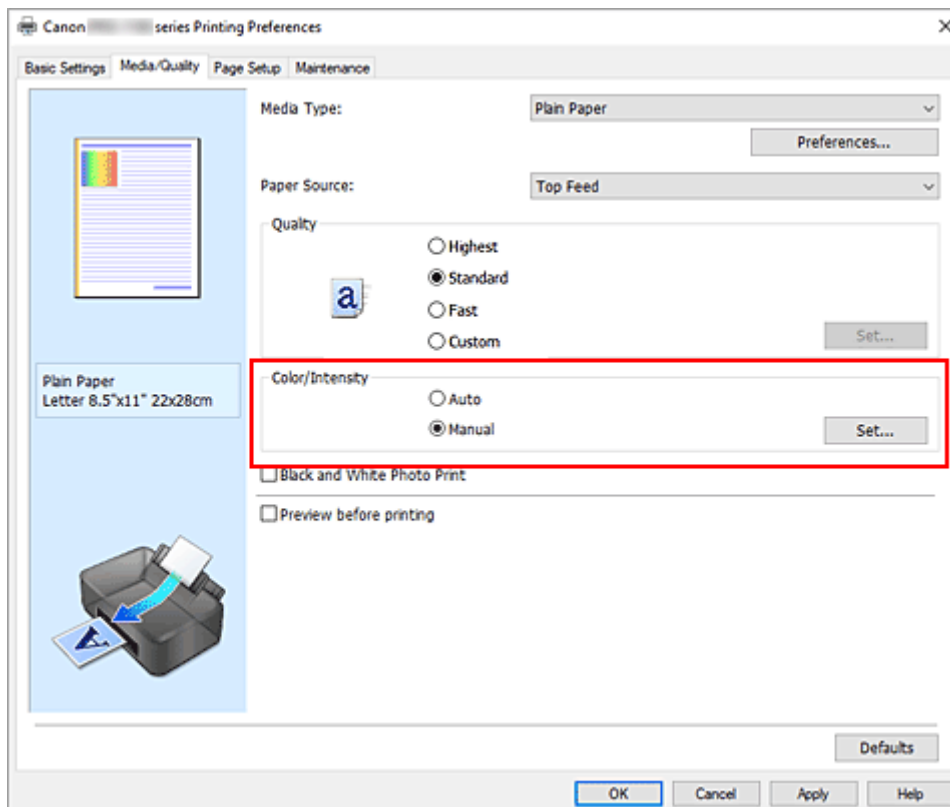 Canon series Printing Preferences
Basic Settings Media/Quality Page Setup Maintenance
Media Type: Plain Paper
Preferences...
Paper Source: Top Feed
Quality
Highest
a
Standard
Fast
Custom
Set...
Plain Paper
Letter 8.5"x11" 22x28cm
Color/Intensity
Auto
Manual
Set...
Black and White Photo Print
Preview before printing
A
Defaults
OK Cancel Apply Help